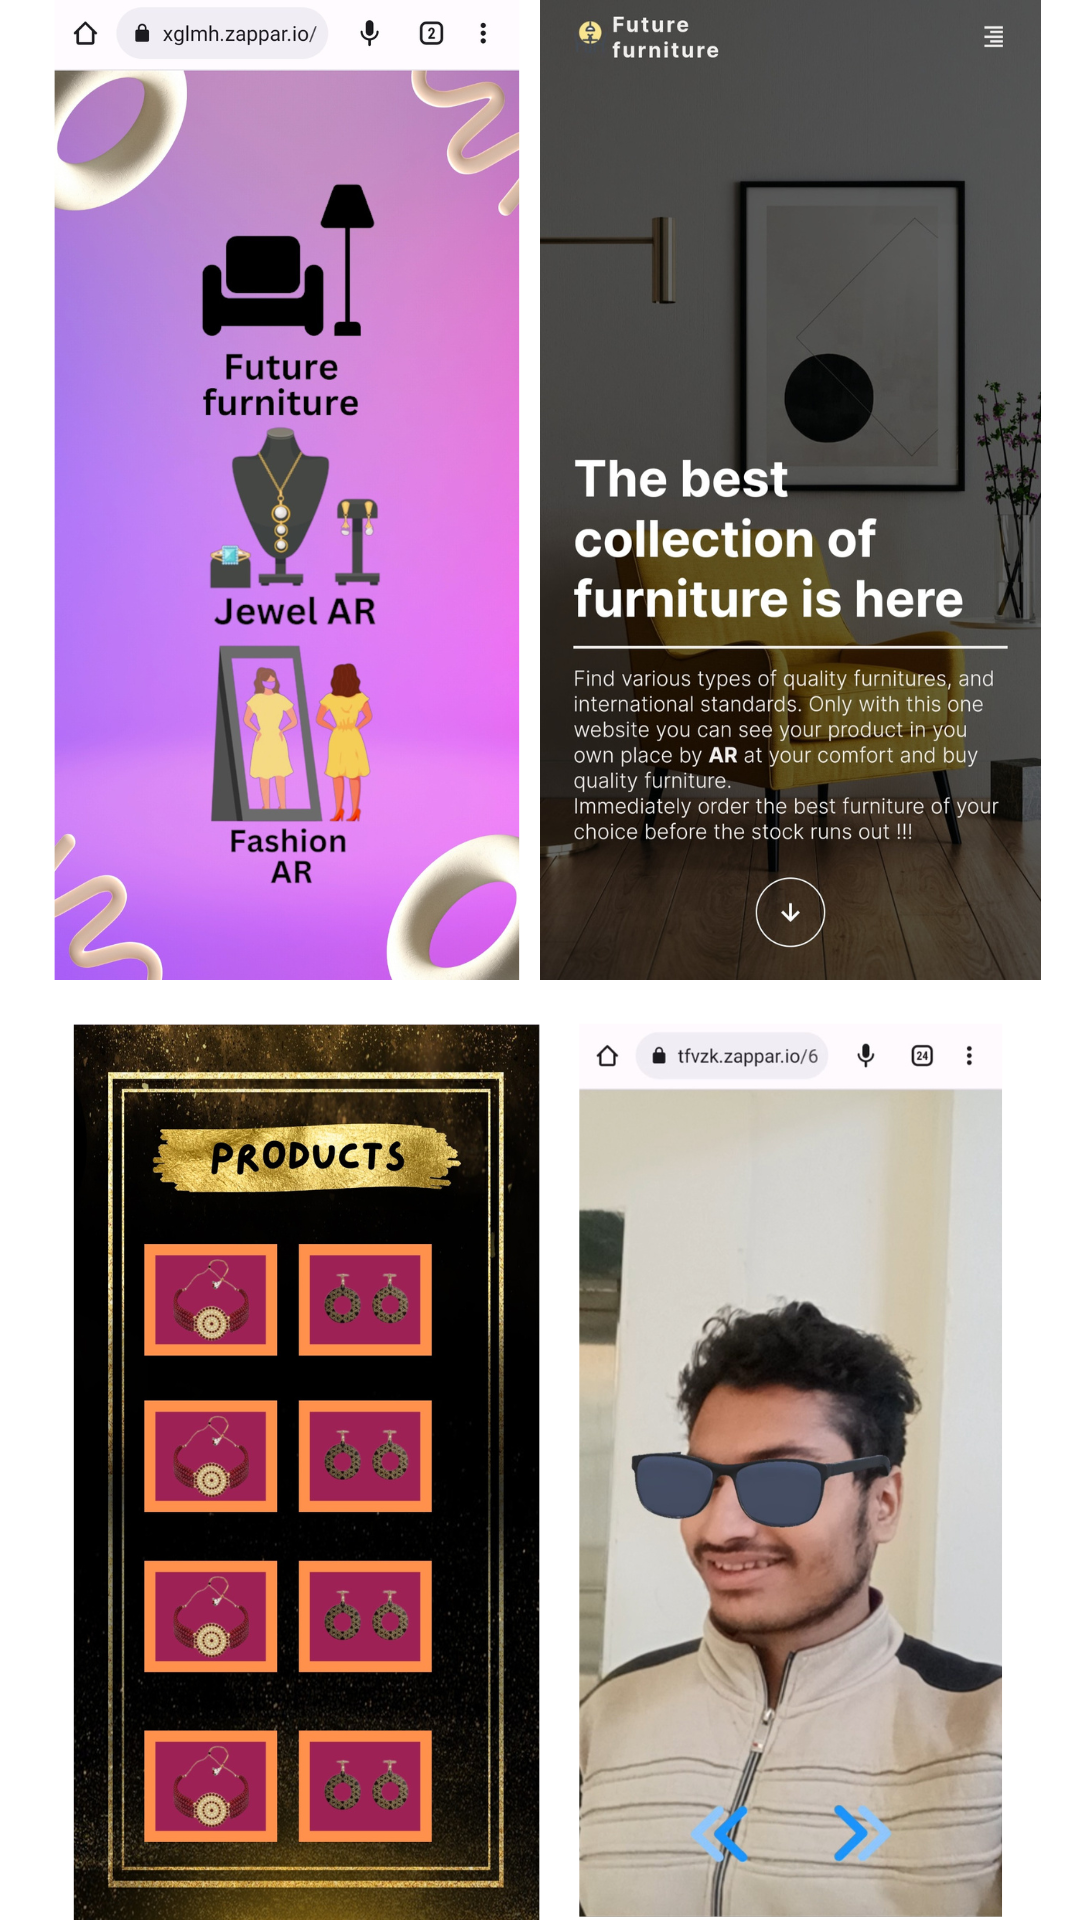 xglmh.zappar.io/
2
Future
furniture
Jewel AR
Fashion
AR
Future
furniture
The best
collection of
furniture is here
Find various types of quality furnitures, and
international standards. Only with this one
website you can see your product in you
own place by AR at your comfort and buy
quality furniture.
Immediately order the best furniture of your
choice before the stock runs out !!!
PRODUCTS
tfvzk.zappar.io/6
24